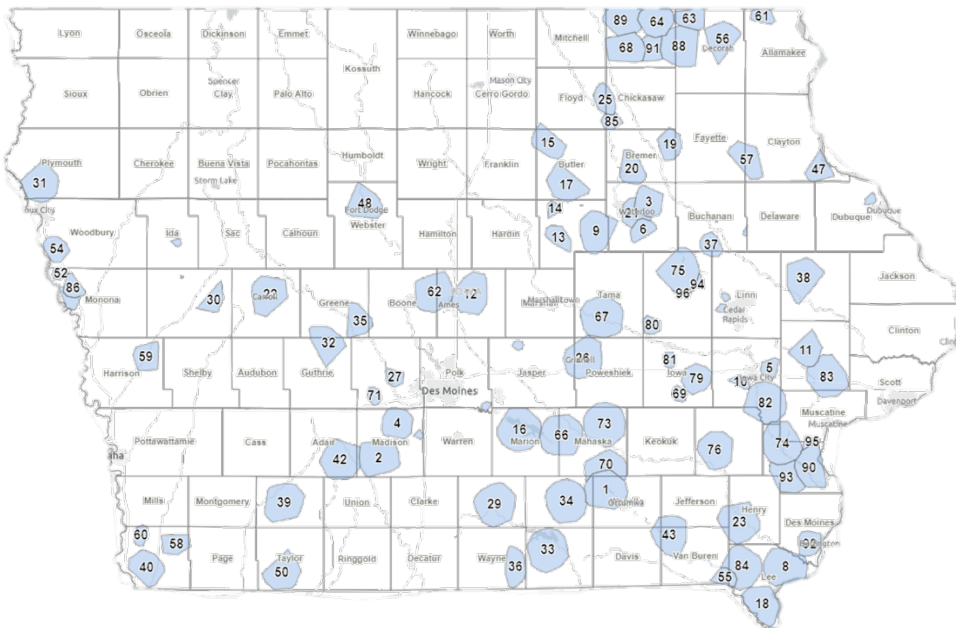 89 64 63 61
Lyon Osceola Dickinson Emmet Winnebago Worth Mitchell 56
68 91 88 Decorah Allamakee
Kossuth
Spencer Mason City
Sioux Obrien Clay Palo Alto Hancock Cerro Gordo Floyd 25 Chickasaw
85
Fayette Clayton
15 19
Plymouth Cherokee Buena Vista Pocahontas Humboldt Wright Franklin Butler Bremer 57
Storm Lake 20 47
31 17
48 3
Fort Dodge 14 Waterloo Buchanan Delaware Dubuque Dubuque
Woodbury Ida Sac Calhoun Webster Hamilton Hardin 9 6
13 37
54
52 75 38 Jackson
86 94
Monona 30 Carroll Greene Boone 62 12 Marshalltown Tama 96 Linn
Ames Cedar
35 67 Rapids Clinton
80
32 11
59 26 81 5
Harrison Shelby Audubon Guthrie 27 Polk Jasper Grinnell Poweshiek Iowa 79 10 Iowa City 83 Scott
71 Des Moines 69 82 Davenport
Muscatine
4 16 73 Muscatine
Pottawattamie Cass Adair Madison Warren Marion 66 Mahaska Keokuk 76 74 95
42 2
70 90
93
Mills Montgomery 39 Union Clarke 29 34 1 Jefferson Henry
Ottumwa 23 Des Moines
60 58 43
33
40 Page Taylor Ringgold Decatur Wayne 36 Davis Van Buren 84 8
50 55 Lee
18